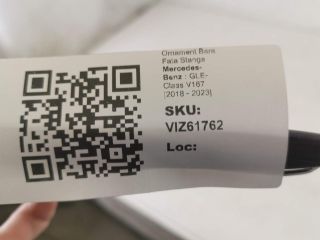 Ornament Bara
Fata Stanga
Mercedes-
Benz : GLE-
Class V167
[2018 - 2023]
SKU:
VIZ61762
Loc: